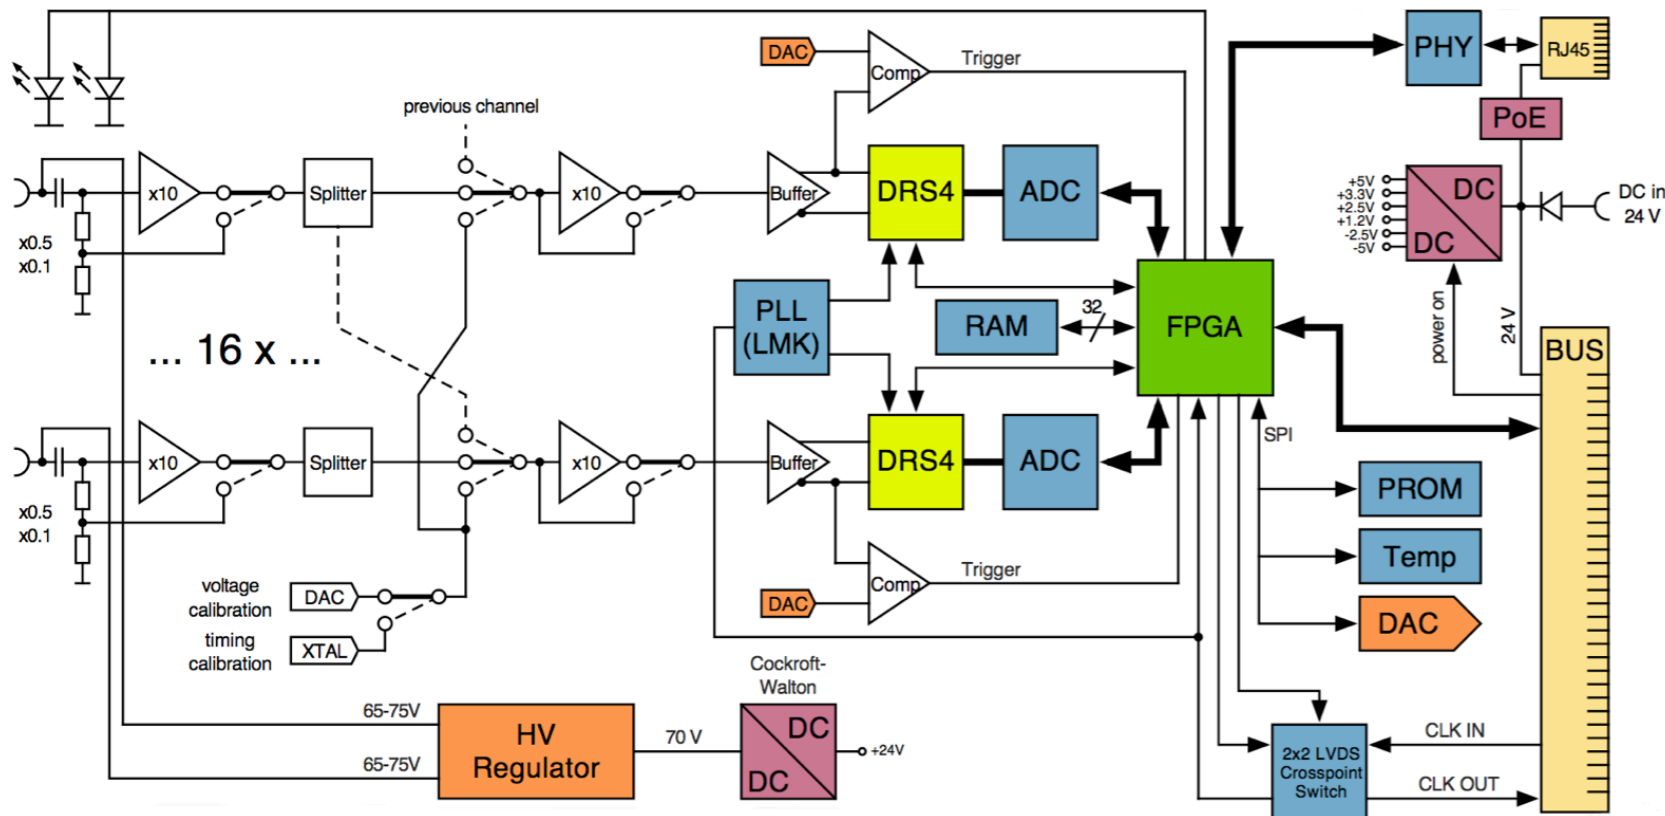 DAC
Comp
Trigger
PHY
RJ45
previous channel
PoE
x10
Splitter
x10
Buffer
DRS4
ADC
+5V
+3.3V
+2.5V
+1.2V
-2.5V
-5V
DC
DC
DC in
24 V
x0.5
x0.1
PLL
(LMK)
RAM
32
FPGA
power on
24 V
BUS
... 16 x ...
x10
Splitter
x10
Buffer
DRS4
ADC
SPI
PROM
x0.5
x0.1
Temp
voltage
calibration
DAC
Comp
Trigger
DAC
DAC
timing
calibration
XTAL
Cockroft-
Walton
65-75V
HV
Regulator
70 V
DC
DC
+24V
65-75V
2x2 LVDS
Crosspoint
Switch
CLK IN
CLK OUT